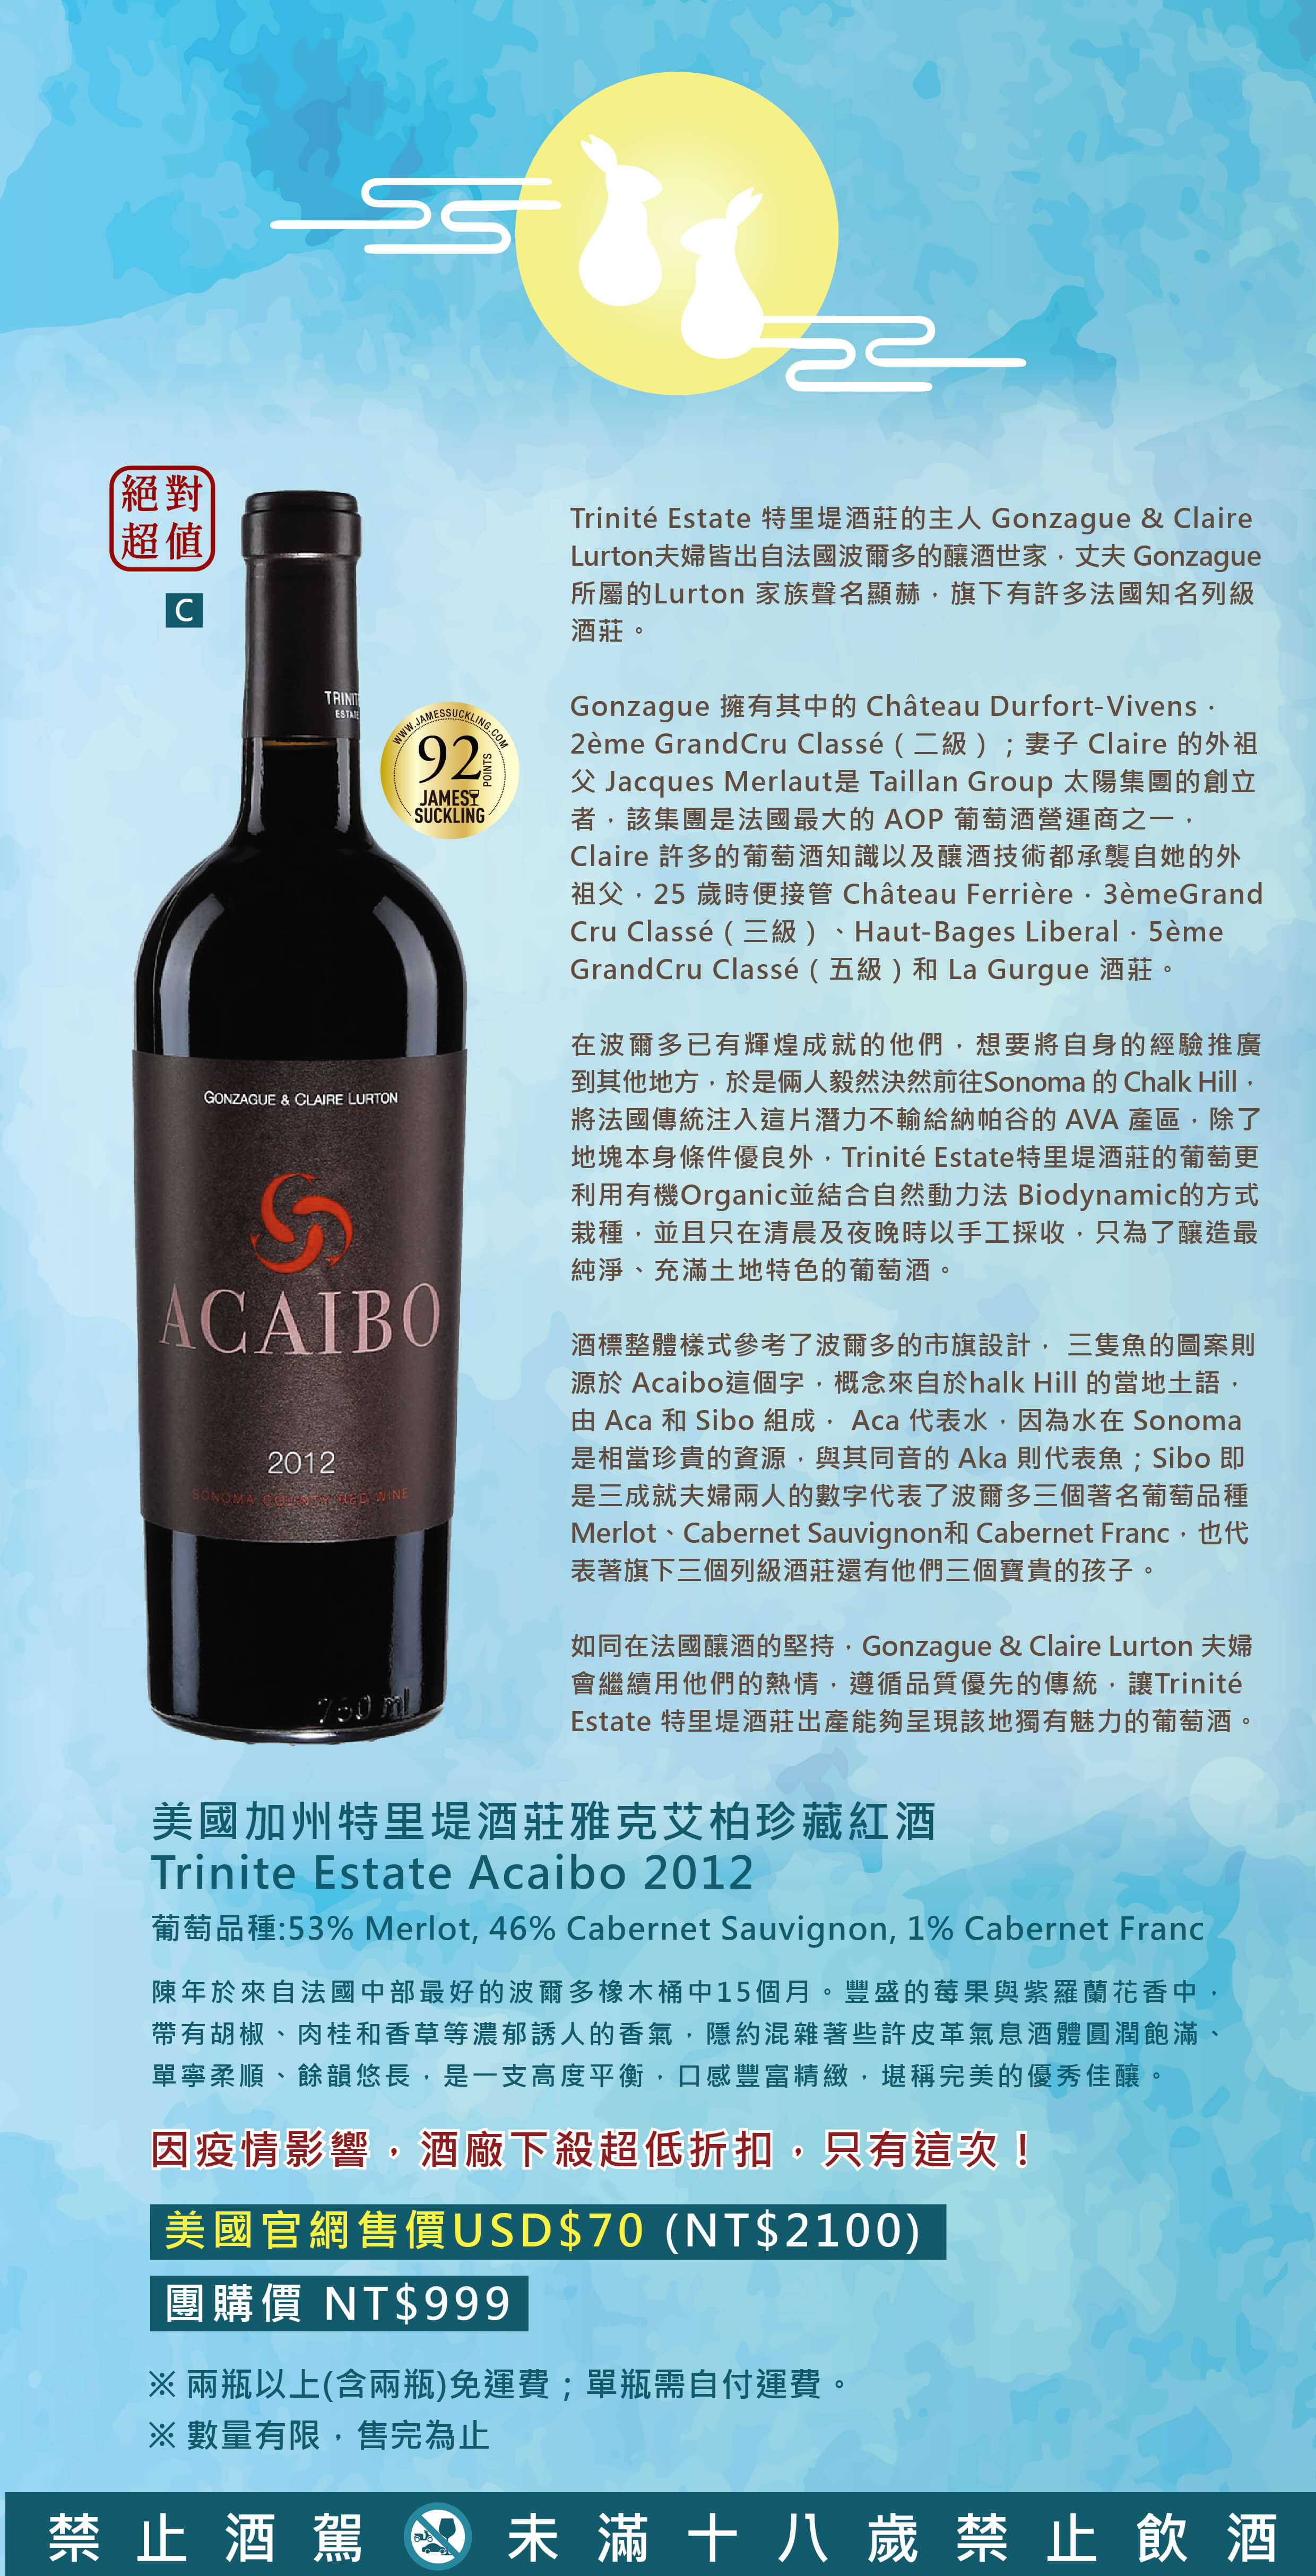 絕對
超值
C
TRINIT
ESTATE
WWW.JAMESSUCKLING.COM
92
POINTS
JAMES
SUCKLING
GONZAGUE & CLAIRE LURTON
ACAIBO
2012
SONOMA COUNTY RED WINE
750 ml
Trinité Estate 特里堤酒莊的主人 Gonzague & Claire
Lurton夫婦皆出自法國波爾多的釀酒世家，丈夫 Gonzague
所屬的Lurton 家族聲名顯赫，旗下有許多法國知名列級
酒莊。
Gonzague 擁有其中的 Château Durfort-Vivens·
2ème GrandCru Classé（二級）；妻子 Claire 的外祖
父 Jacques Merlaut是 Taillan Group 太陽集團的創立
者，該集團是法國最大的 AOP 葡萄酒營運商之一，
Claire 許多的葡萄酒知識以及釀酒技術都承襲自她的外
祖父，25 歲時便接管 Château Ferrière·3èmeGrand
Cru Classé（三級）、Haut-Bages Liberal·5ème
GrandCru Classé（五級）和 La Gurgue 酒莊。
在波爾多已有輝煌成就的他們，想要將自身的經驗推廣
到其他地方，於是倆人毅然決然前往Sonoma 的 Chalk Hill，
將法國傳統注入這片潛力不輸給納帕谷的 AVA 產區，除了
地塊本身條件優良外，Trinité Estate特里堤酒莊的葡萄更
利用有機Organic並結合自然動力法 Biodynamic的方式
栽種，並且只在清晨及夜晚時以手工採收，只為了釀造最
純淨、充滿土地特色的葡萄酒。
酒標整體樣式參考了波爾多的市旗設計， 三隻魚的圖案則
源於 Acaibo這個字，概念來自於halk Hill 的當地土語，
由 Aca 和 Sibo 組成， Aca 代表水，因為水在 Sonoma
是相當珍貴的資源，與其同音的 Aka 則代表魚；Sibo 即
是三成就夫婦兩人的數字代表了波爾多三個著名葡萄品種
Merlot、Cabernet Sauvignon和 Cabernet Franc，也代
表著旗下三個列級酒莊還有他們三個寶貴的孩子。
如同在法國釀酒的堅持，Gonzague & Claire Lurton 夫婦
會繼續用他們的熱情，遵循品質優先的傳統，讓Trinité
Estate 特里堤酒莊出產能夠呈現該地獨有魅力的葡萄酒。
美國加州特里堤酒莊雅克艾柏珍藏紅酒
Trinite Estate Acaibo 2012
葡萄品種:53% Merlot, 46% Cabernet Sauvignon, 1% Cabernet Franc
陳年於來自法國中部最好的波爾多橡木桶中15個月。豐盛的莓果與紫羅蘭花香中，
帶有胡椒、肉桂和香草等濃郁誘人的香氣，隱約混雜著些許皮革氣息酒體圓潤飽滿、
單寧柔順、餘韻悠長，是一支高度平衡，口感豐富精緻，堪稱完美的優秀佳釀。
因疫情影響，酒廠下殺超低折扣，只有這次！
美國官網售價USD$70 (NT$2100)
團購價 NT$999
※ 兩瓶以上(含兩瓶)免運費；單瓶需自付運費。
※ 數量有限，售完為止
禁止酒駕 未滿十八歲禁止飲酒